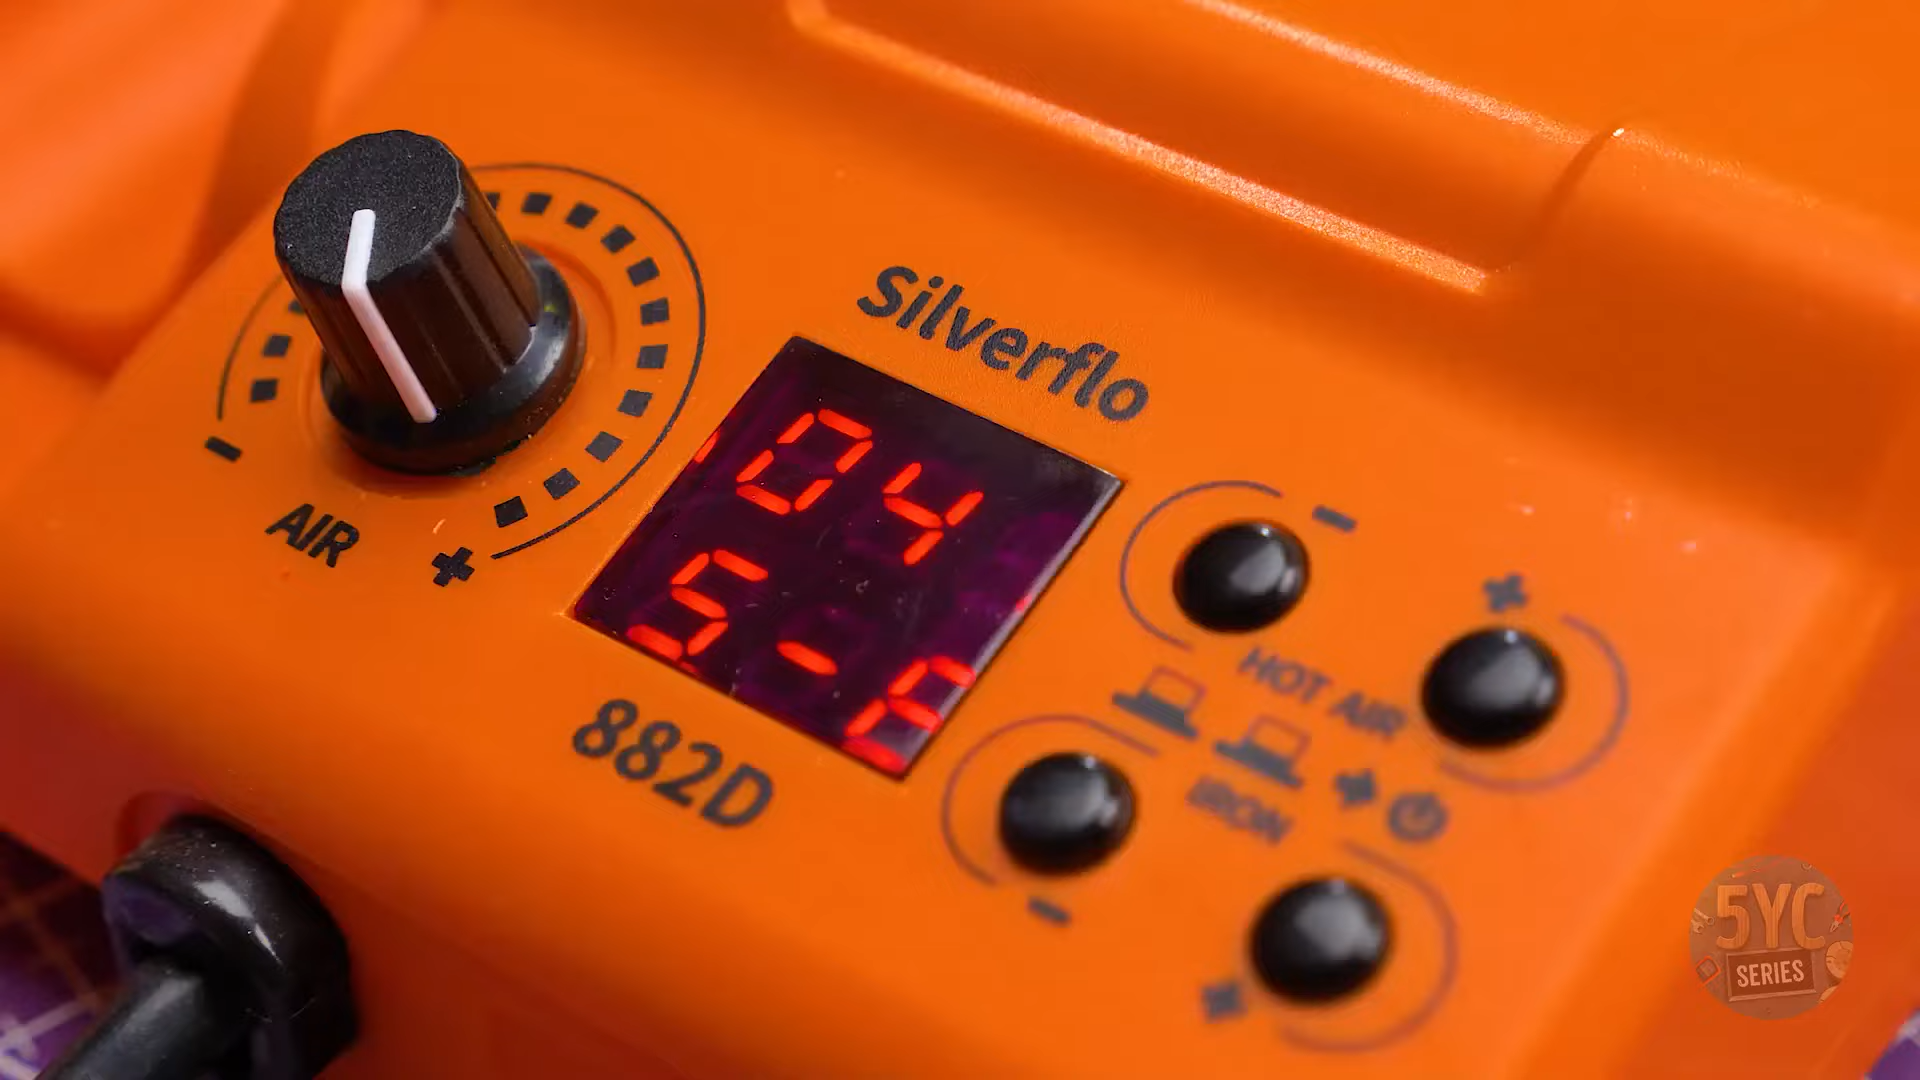 Silverflo
04
S-E
882D
AIR
HOT AIR
IRON
5YC
SERIES